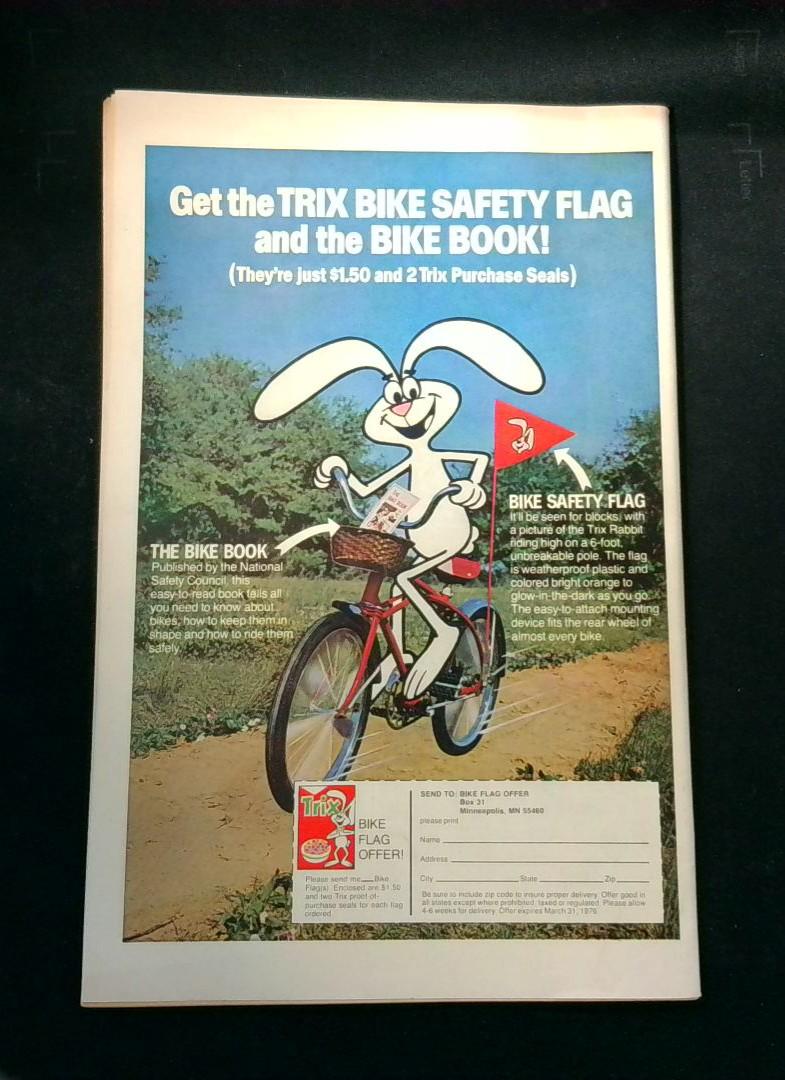 Get the TRIX BIKE SAFETY FLAG
and the BIKE BOOK!
(They're just $1.50 and 2 Trix Purchase Seals)
THE BIKE BOOK
Published by the National
Safety Council, this
easy-to-read book tells all
you need to know about
bikes, how to keep them in
shape and how to ride them
safely.
BIKE SAFETY FLAG
It'll be seen for blocks, with
a picture of the Trix Rabbit
riding high on a 6-foot,
unbreakable pole. The flag
is weatherproof plastic and
colored bright orange to
glow-in-the-dark as you go.
The easy-to-attach mounting
device fits the rear wheel of
almost every bike.
Trix
BIKE
FLAG
OFFER!
Please send me___Bike
Flag(s). Enclosed are $1.50
and two Trix proof-of-
purchase seals for each flag
ordered.
SEND TO: BIKE FLAG OFFER
Box 31
Minneapolis, MN 55460
please print
Name
Address
City State Zip
Be sure to include zip code to insure proper delivery. Offer good in
all states except where prohibited, taxed or regulated. Please allow
4-6 weeks for delivery. Offer expires March 31, 1976.